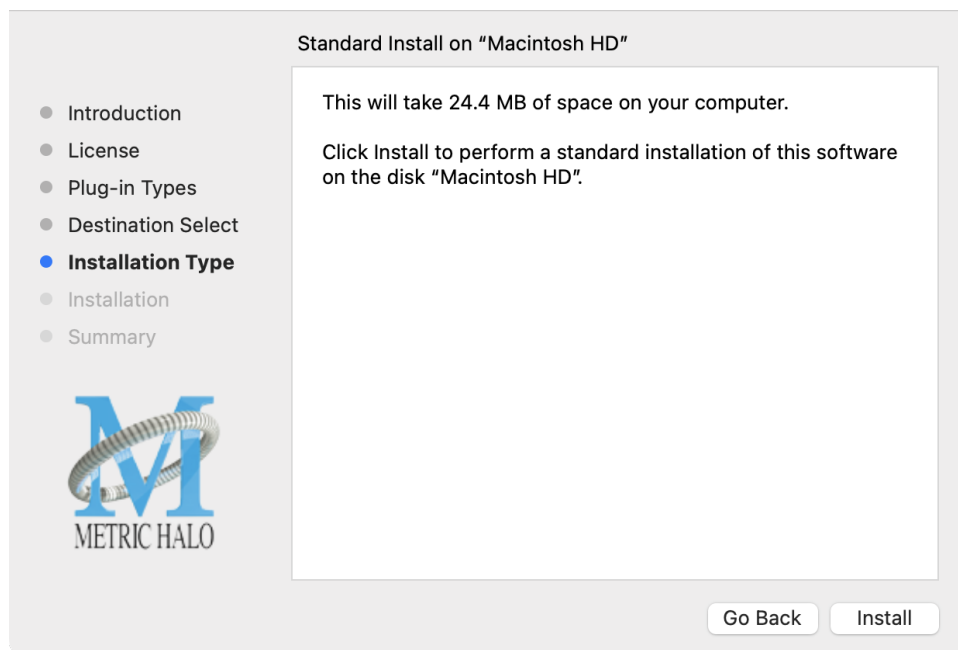 Standard Install on “Macintosh HD”
Introduction
License
Plug-in Types
Destination Select
Installation Type
Installation
Summary
METRIC HALO
This will take 24.4 MB of space on your computer.
Click Install to perform a standard installation of this software
on the disk “Macintosh HD”.
Go Back
Install